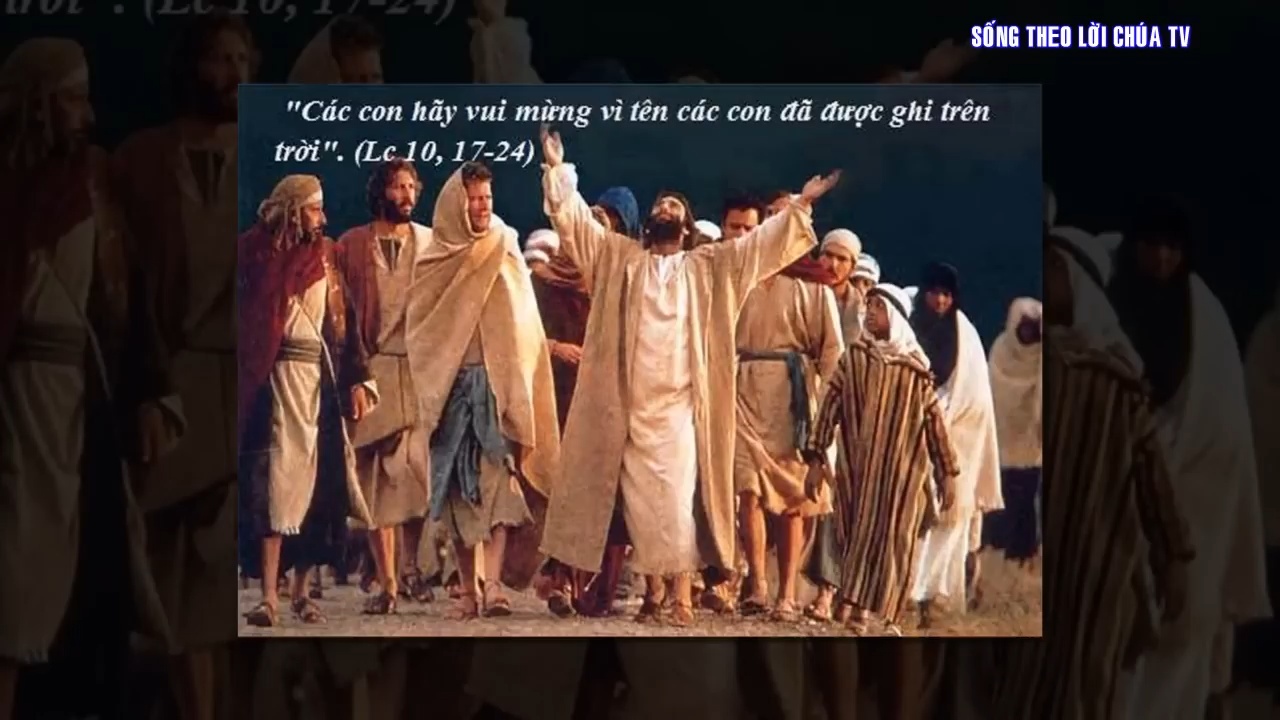 SỐNG THEO LỜI CHÚA TV
"Các con hãy vui mừng vì tên các con đã được ghi trên
trời". (Lc 10, 17-24)